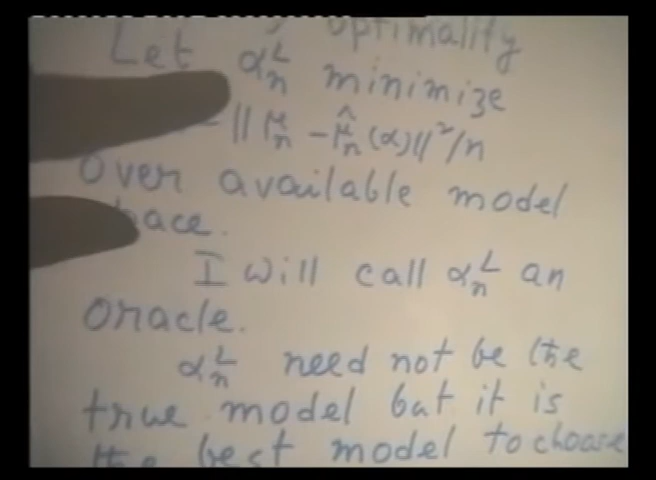 optimality
Let α_n^L minimize
- || μ_n - μ̂_n(α)||²/n
Over available model
I will call α_n^L an
oracle.
α_n^L need not be the
true model but it is
the best model to choose